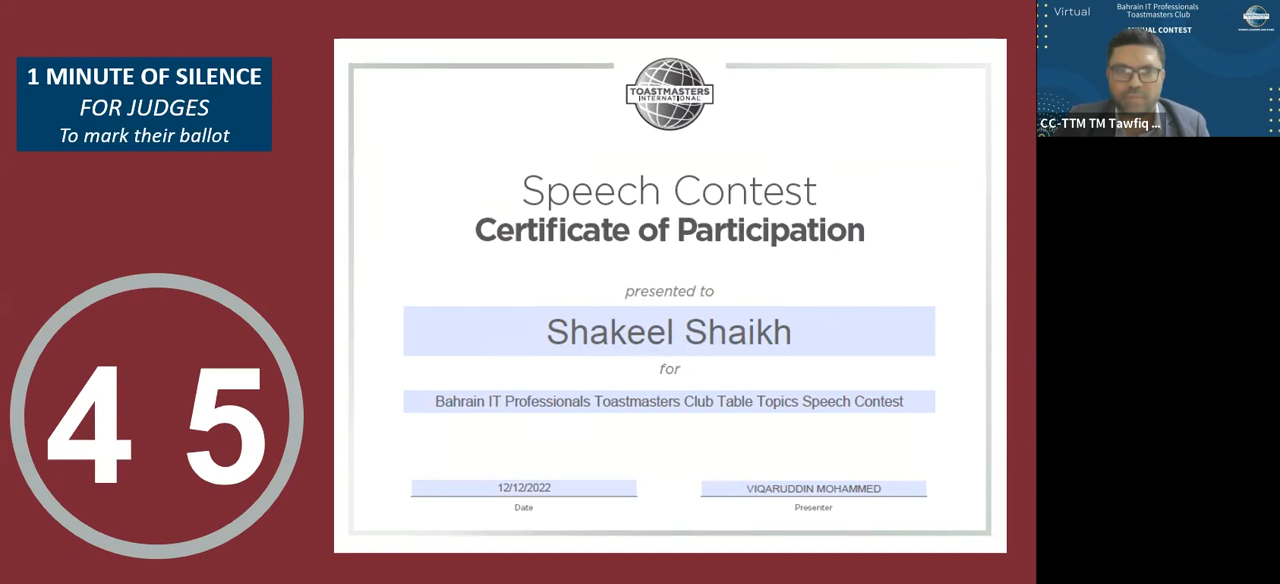 1 MINUTE OF SILENCE
FOR JUDGES
To mark their ballot
45
TOASTMASTERS
INTERNATIONAL
Speech Contest
Certificate of Participation
presented to
Shakeel Shaikh
for
Bahrain IT Professionals Toastmasters Club Table Topics Speech Contest
12/12/2022
Date
VIQARUDDIN MOHAMMED
Presenter
Virtual
Bahrain IT Professionals
Toastmasters Club
CONTEST
TOASTMASTERS
CC-TTM TM Tawfiq ...